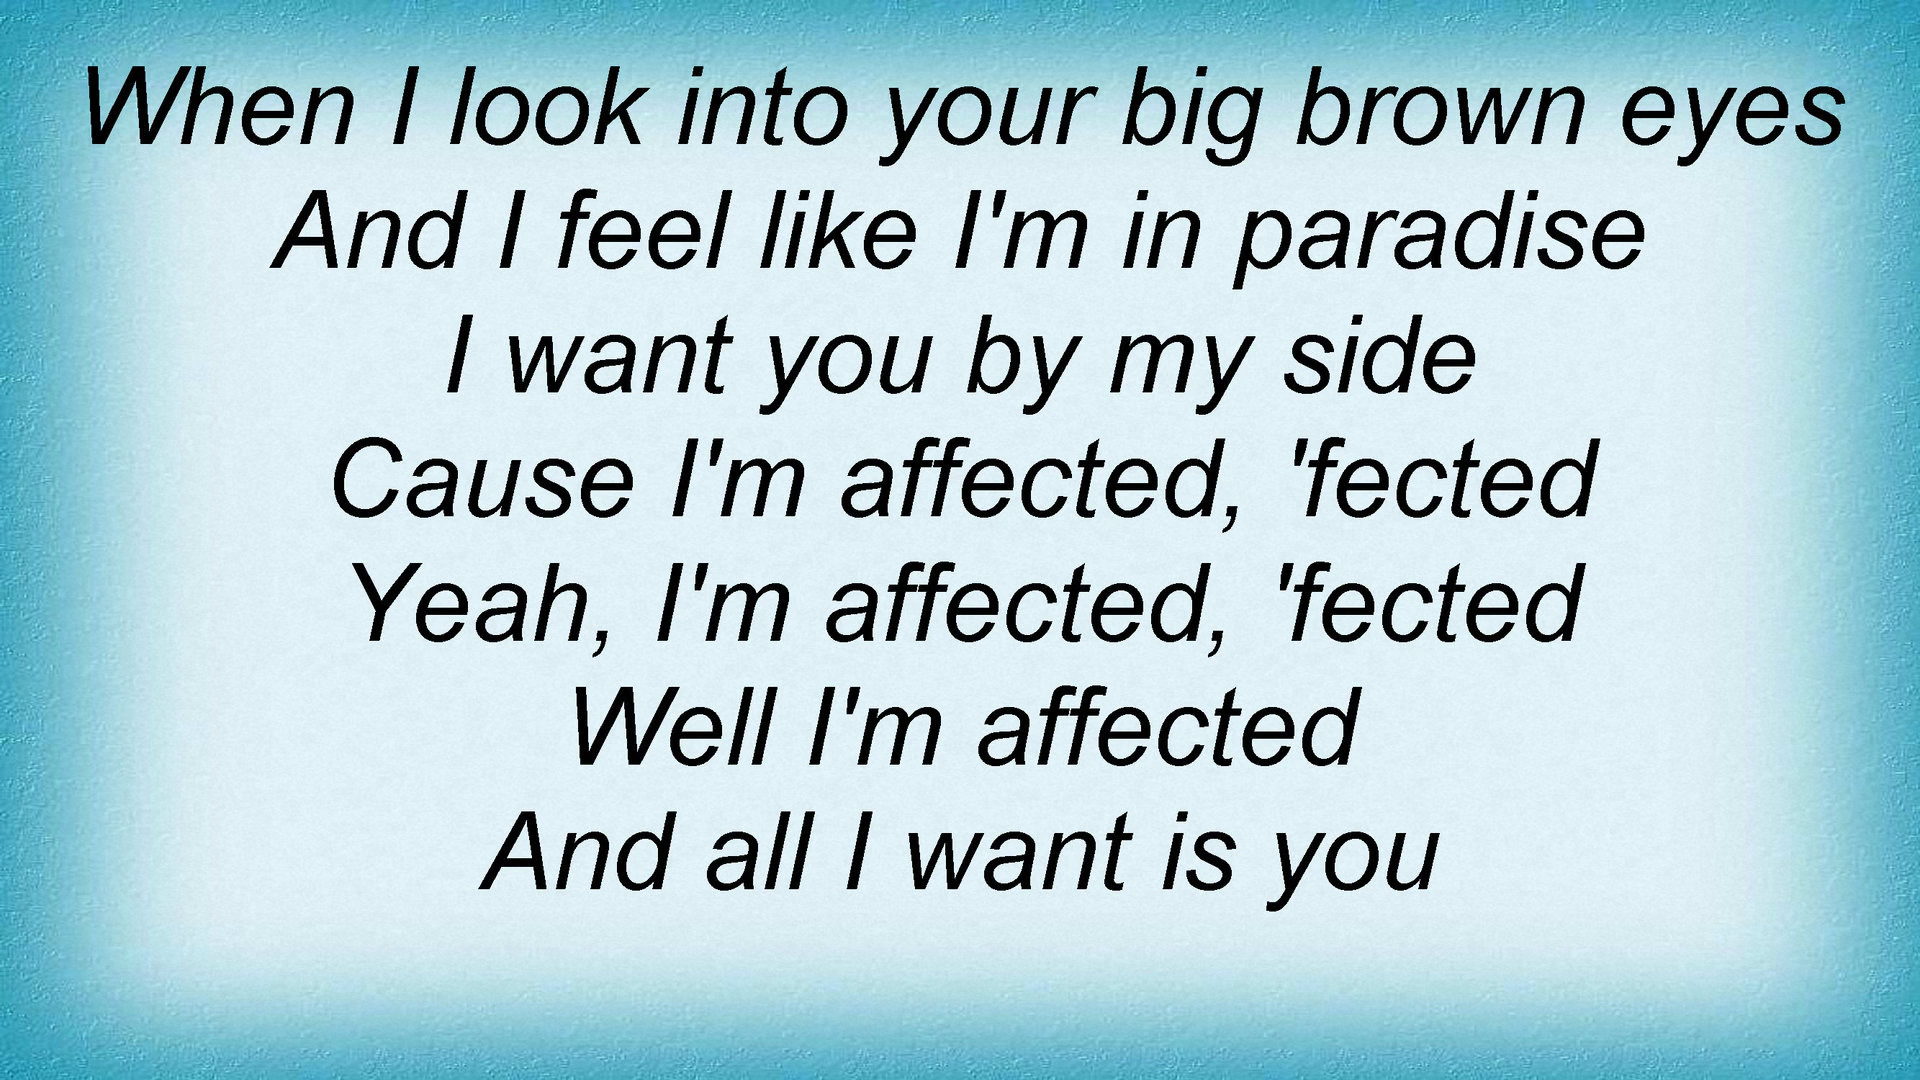 When I look into your big brown eyes
And I feel like I'm in paradise
I want you by my side
Cause I'm affected, 'fected
Yeah, I'm affected, 'fected
Well I'm affected
And all I want is you